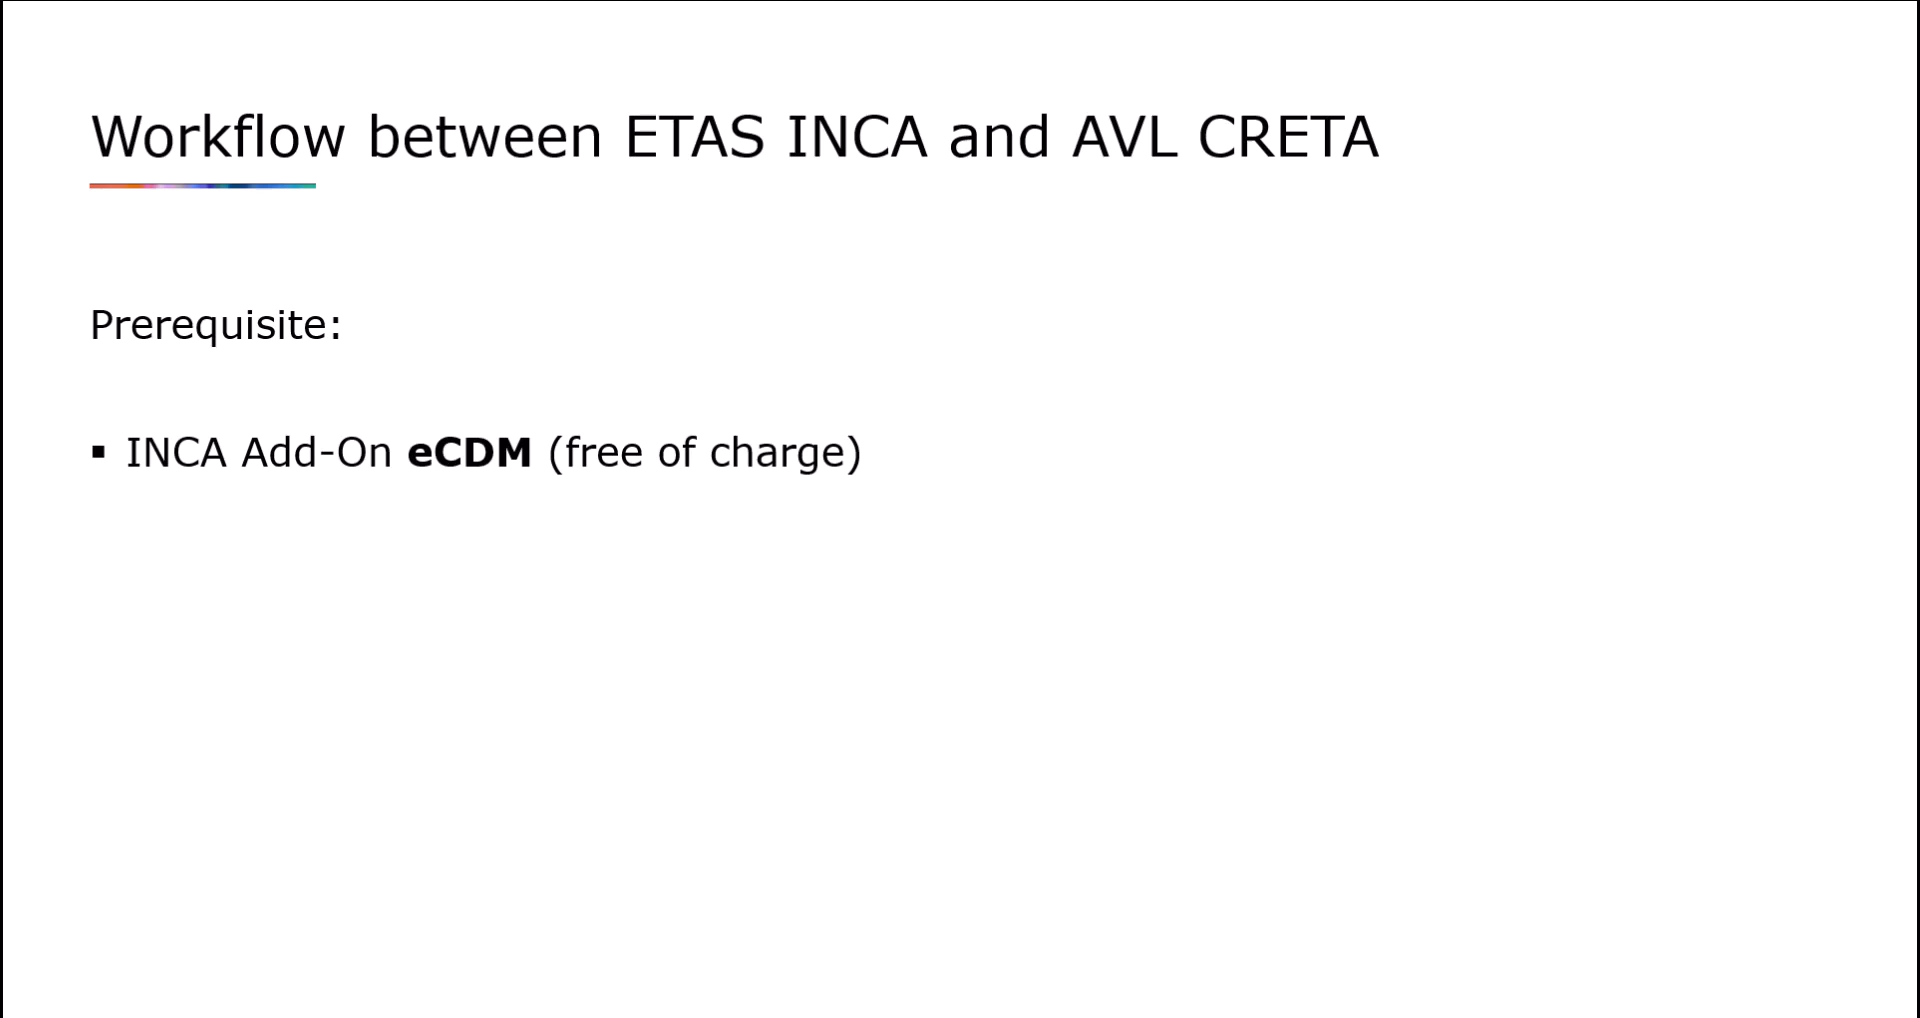 Workflow between ETAS INCA and AVL CRETA
Prerequisite:
▪ INCA Add-On eCDM (free of charge)